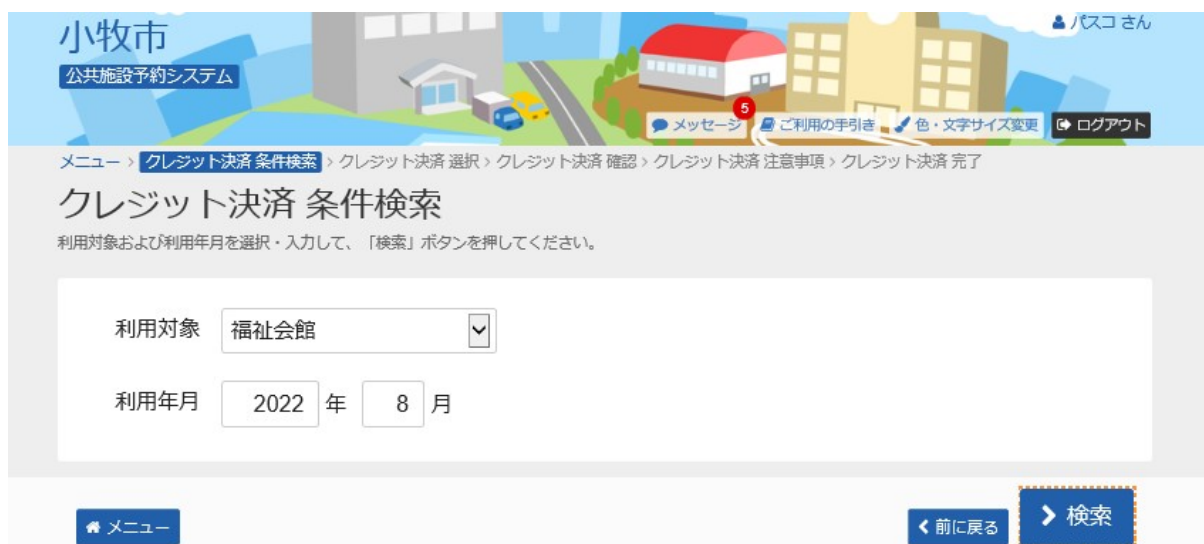 小牧市
パスコ さん
公共施設予約システム
5
メッセージ ご利用の手引き 色・文字サイズ変更 ログアウト
メニュー > クレジット決済 条件検索 > クレジット決済 選択 > クレジット決済 確認 > クレジット決済 注意事項 > クレジット決済 完了
クレジット決済 条件検索
利用対象および利用年月を選択・入力して、「検索」ボタンを押してください。
利用対象 福祉会館
利用年月 2022 年 8 月
メニュー 前に戻る 検索